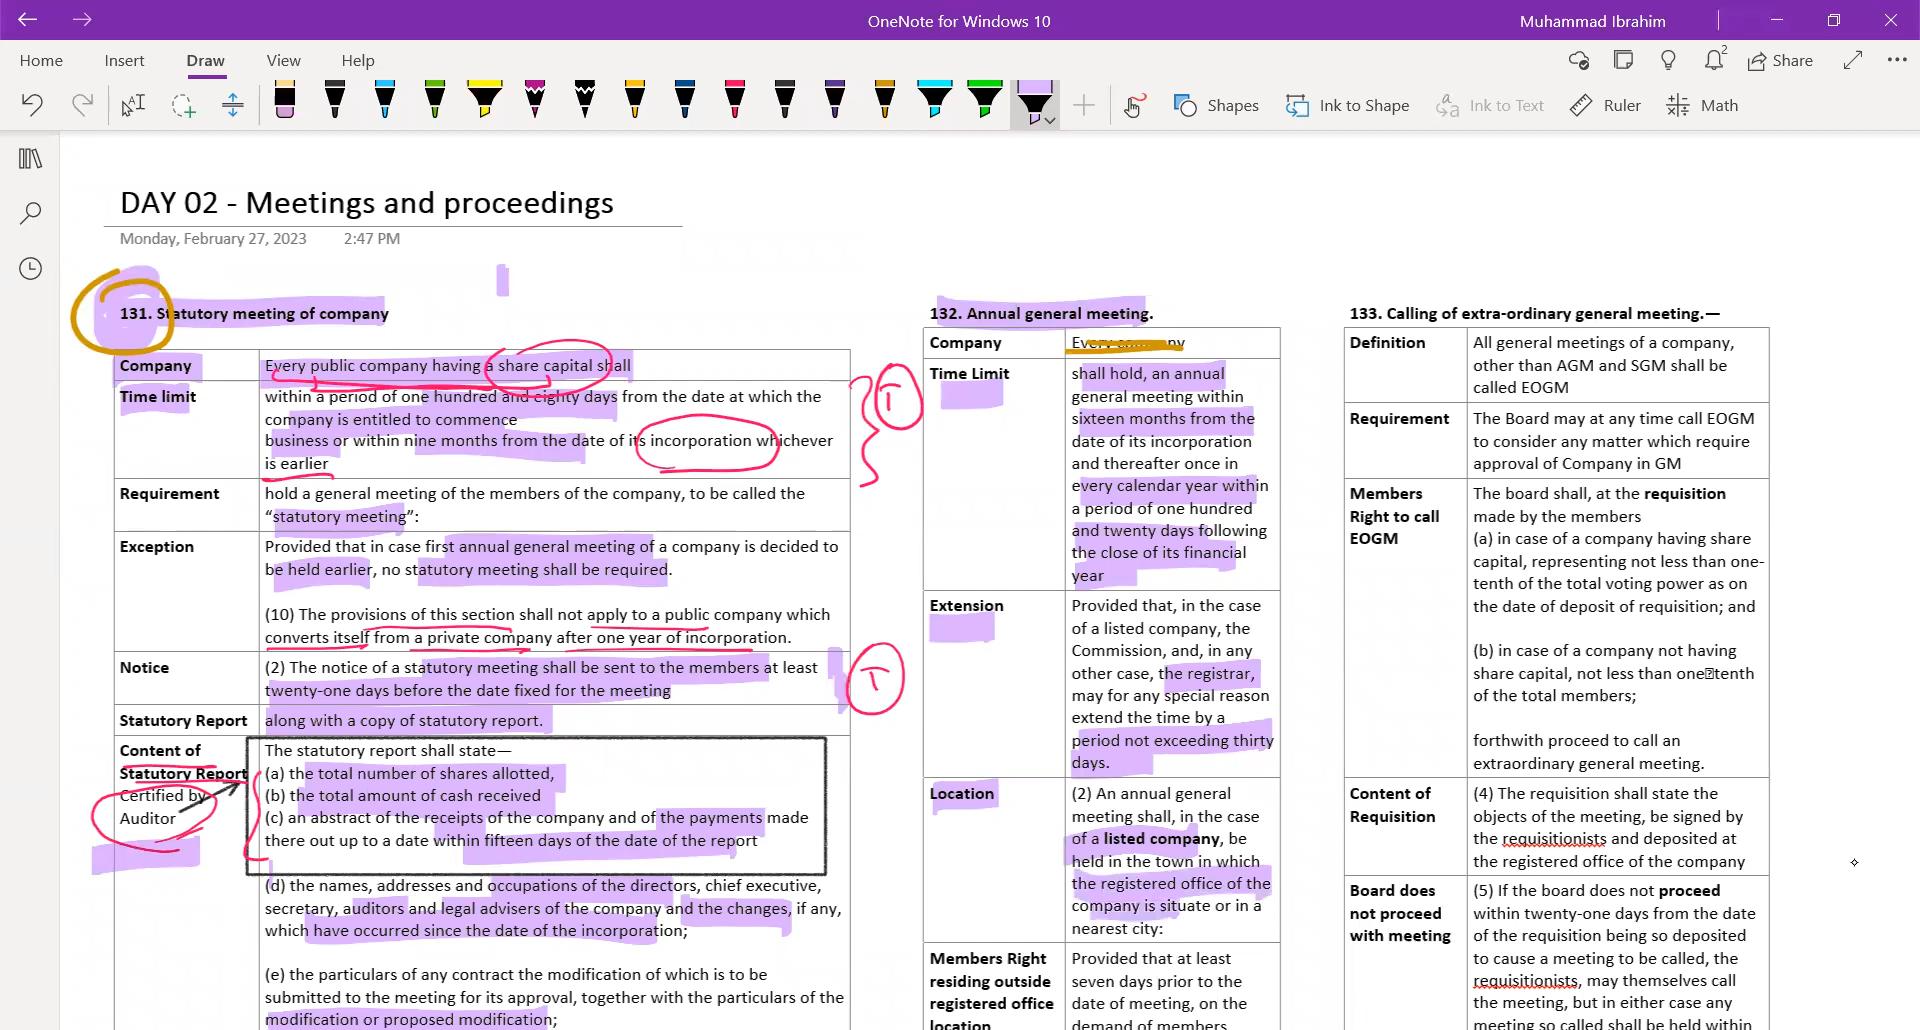 OneNote for Windows 10
Muhammad Ibrahim
Home Insert Draw View Help
2
Share
Shapes Ink to Shape Ink to Text Ruler Math
DAY 02 - Meetings and proceedings
Monday, February 27, 2023 2:47 PM
131. Statutory meeting of company
Company Every public company having a share capital shall
Time limit within a period of one hundred and eighty days from the date at which the
company is entitled to commence
business or within nine months from the date of its incorporation whichever
is earlier
T
Requirement hold a general meeting of the members of the company, to be called the
“statutory meeting”:
Exception Provided that in case first annual general meeting of a company is decided to
be held earlier, no statutory meeting shall be required.
(10) The provisions of this section shall not apply to a public company which
converts itself from a private company after one year of incorporation.
Notice (2) The notice of a statutory meeting shall be sent to the members at least
twenty-one days before the date fixed for the meeting
T
Statutory Report along with a copy of statutory report.
Content of
Statutory Report
Certified by
Auditor
The statutory report shall state—
(a) the total number of shares allotted,
(b) the total amount of cash received
(c) an abstract of the receipts of the company and of the payments made
there out up to a date within fifteen days of the date of the report
(d) the names, addresses and occupations of the directors, chief executive,
secretary, auditors and legal advisers of the company and the changes, if any,
which have occurred since the date of the incorporation;
(e) the particulars of any contract the modification of which is to be
submitted to the meeting for its approval, together with the particulars of the
modification or proposed modification;
132. Annual general meeting.
Company Every company
Time Limit shall hold, an annual
general meeting within
sixteen months from the
date of its incorporation
and thereafter once in
every calendar year within
a period of one hundred
and twenty days following
the close of its financial
year
Extension Provided that, in the case
of a listed company, the
Commission, and, in any
other case, the registrar,
may for any special reason
extend the time by a
period not exceeding thirty
days.
Location (2) An annual general
meeting shall, in the case
of a listed company, be
held in the town in which
the registered office of the
company is situate or in a
nearest city:
Members Right
residing outside
registered office
location
Provided that at least
seven days prior to the
date of meeting, on the
demand of members
133. Calling of extra-ordinary general meeting.—
Definition All general meetings of a company,
other than AGM and SGM shall be
called EOGM
Requirement The Board may at any time call EOGM
to consider any matter which require
approval of Company in GM
Members
Right to call
EOGM
The board shall, at the requisition
made by the members
(a) in case of a company having share
capital, representing not less than one-
tenth of the total voting power as on
the date of deposit of requisition; and
(b) in case of a company not having
share capital, not less than one⍰tenth
of the total members;
forthwith proceed to call an
extraordinary general meeting.
Content of
Requisition
(4) The requisition shall state the
objects of the meeting, be signed by
the requisitionists and deposited at
the registered office of the company
Board does
not proceed
with meeting
(5) If the board does not proceed
within twenty-one days from the date
of the requisition being so deposited
to cause a meeting to be called, the
requisitionists, may themselves call
the meeting, but in either case any
meeting so called shall be held within